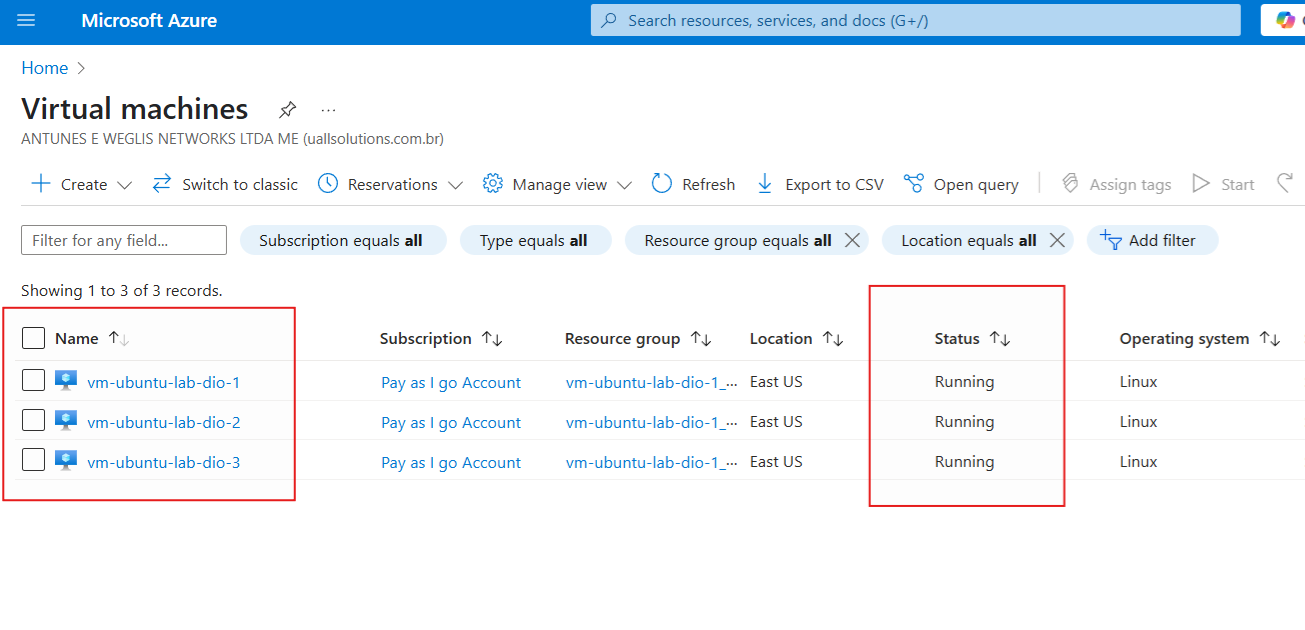 Microsoft Azure Search resources, services, and docs (G+/)
Home >
Virtual machines ...
ANTUNES E WEGLIS NETWORKS LTDA ME (uallsolutions.com.br)
Create Switch to classic Reservations Manage view Refresh Export to CSV Open query Assign tags Start
Filter for any field... Subscription equals all Type equals all Resource group equals all Location equals all Add filter
Showing 1 to 3 of 3 records.
Name Subscription Resource group Location Status Operating system
vm-ubuntu-lab-dio-1 Pay as I go Account vm-ubuntu-lab-dio-1_... East US Running Linux
vm-ubuntu-lab-dio-2 Pay as I go Account vm-ubuntu-lab-dio-1_... East US Running Linux
vm-ubuntu-lab-dio-3 Pay as I go Account vm-ubuntu-lab-dio-1_... East US Running Linux